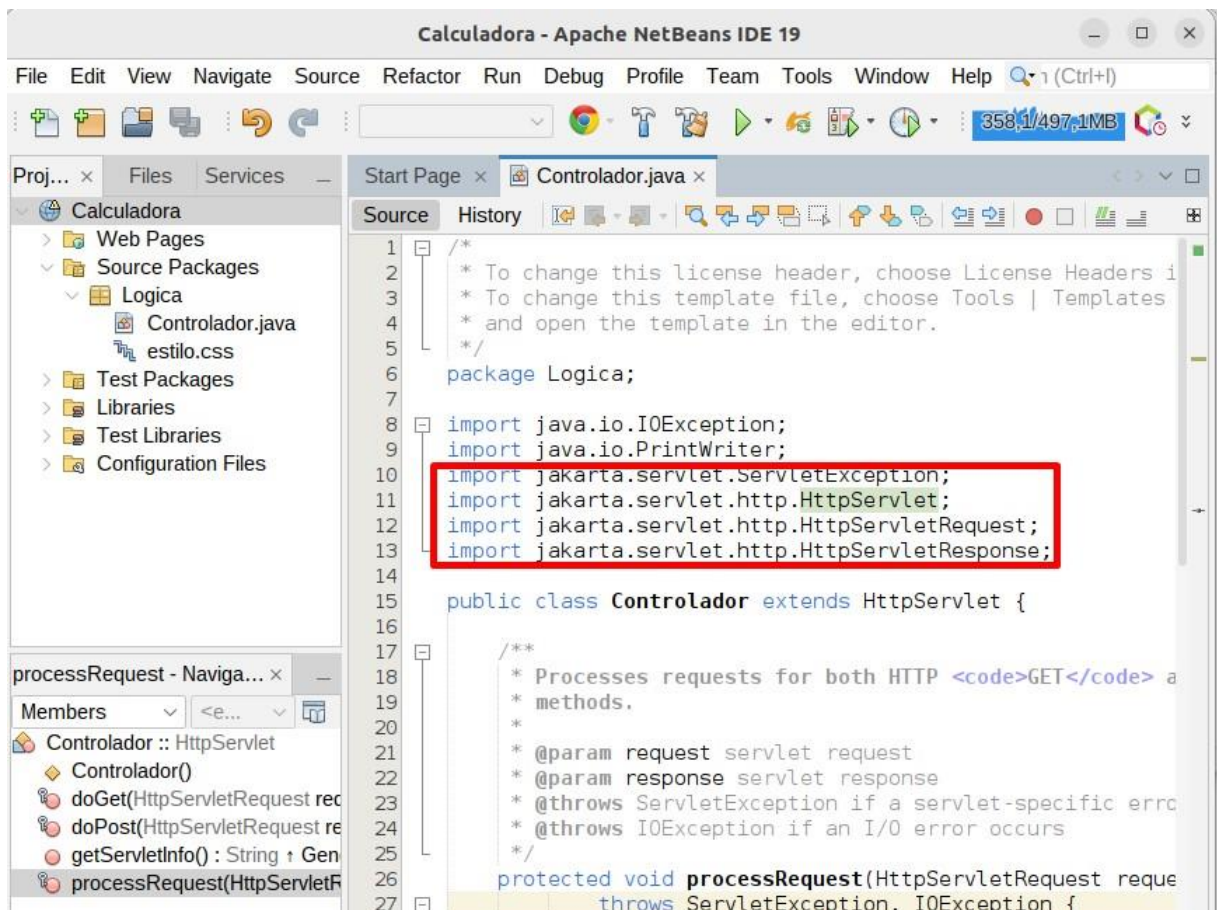 Calculadora - Apache NetBeans IDE 19
File Edit View Navigate Source Refactor Run Debug Profile Team Tools Window Help (Ctrl+I)
358,1/497,1MB
Proj... Files Services
Calculadora
Web Pages
Source Packages
Logica
Controlador.java
estilo.css
Test Packages
Libraries
Test Libraries
Configuration Files
processRequest - Naviga...
Members <e...
Controlador :: HttpServlet
Controlador()
doGet(HttpServletRequest rec
doPost(HttpServletRequest re
getServletInfo() : String ↑ Gen
processRequest(HttpServletR
Start Page Controlador.java
Source History
1 /*
2 * To change this license header, choose License Headers i
3 * To change this template file, choose Tools | Templates
4 * and open the template in the editor.
5 */
6 package Logica;
7
8 import java.io.IOException;
9 import java.io.PrintWriter;
10 import jakarta.servlet.ServletException;
11 import jakarta.servlet.http.HttpServlet;
12 import jakarta.servlet.http.HttpServletRequest;
13 import jakarta.servlet.http.HttpServletResponse;
14
15 public class Controlador extends HttpServlet {
16
17 /**
18 * Processes requests for both HTTP <code>GET</code> a
19 * methods.
20 *
21 * @param request servlet request
22 * @param response servlet response
23 * @throws ServletException if a servlet-specific erro
24 * @throws IOException if an I/O error occurs
25 */
26 protected void processRequest(HttpServletRequest reque
27 throws ServletException, IOException {